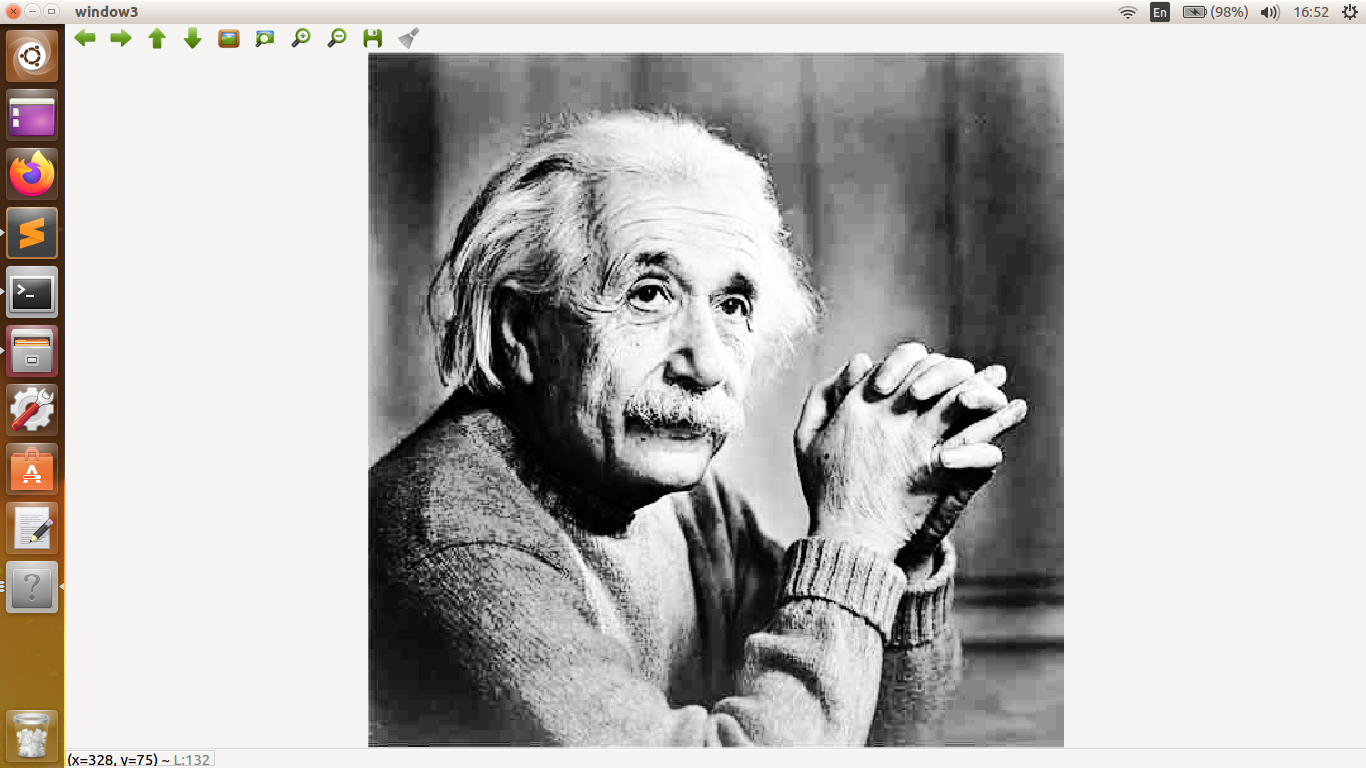 window3
En
(98%)
16:52
(x=328, y=75) ~ L:132